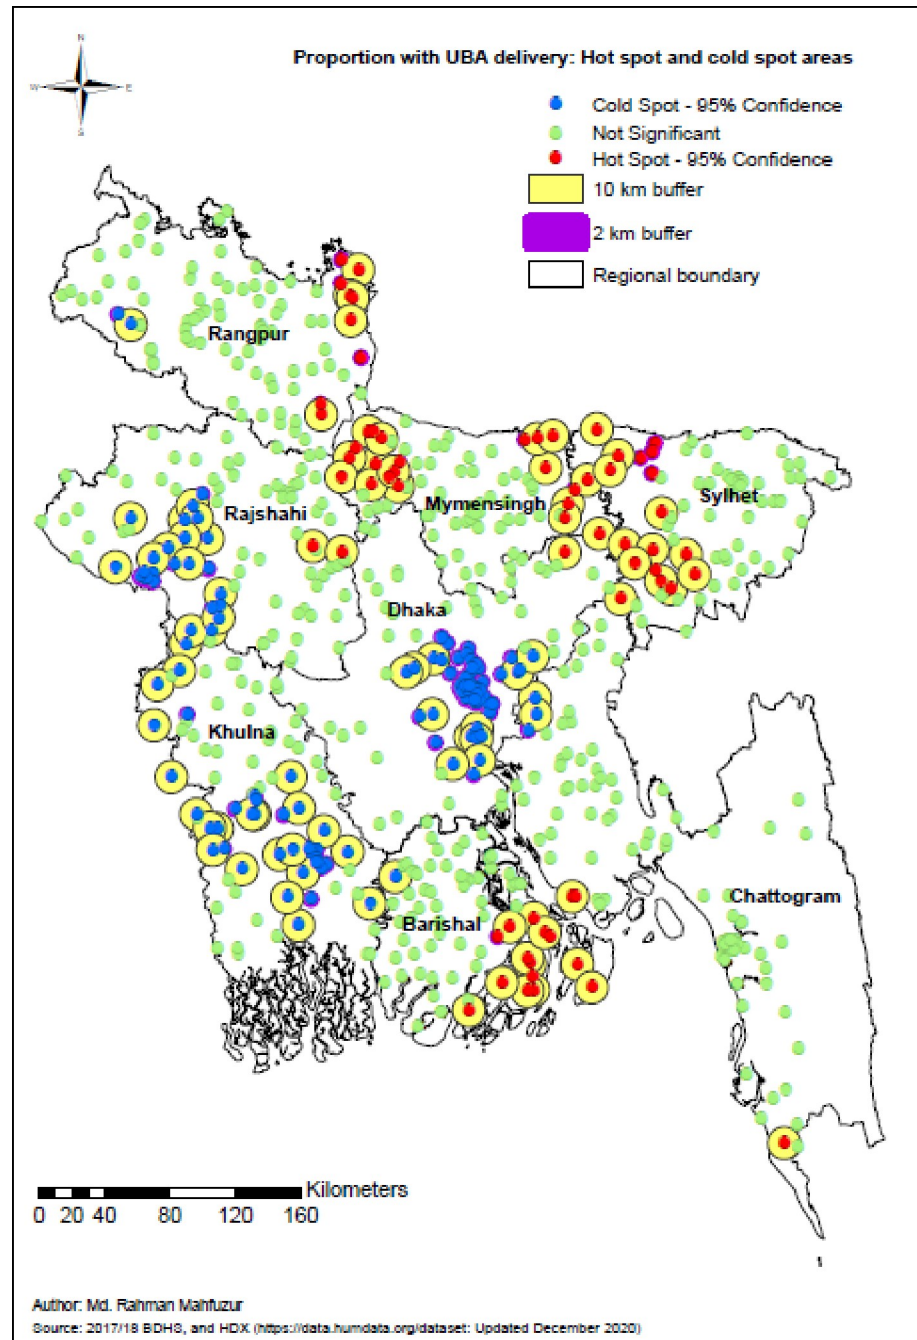 N
W E
S
Proportion with UBA delivery: Hot spot and cold spot areas
Cold Spot - 95% Confidence
Not Significant
Hot Spot - 95% Confidence
10 km buffer
2 km buffer
Regional boundary
Rangpur
Rajshahi
Mymensingh
Sylhet
Dhaka
Khulna
Chattogram
Barishal
Kilometers
0 20 40 80 120 160
Author: Md. Rahman Mahfuzur
Source: 2017/18 BDHS, and HDX (https://data.humdata.org/dataset: Updated December 2020)